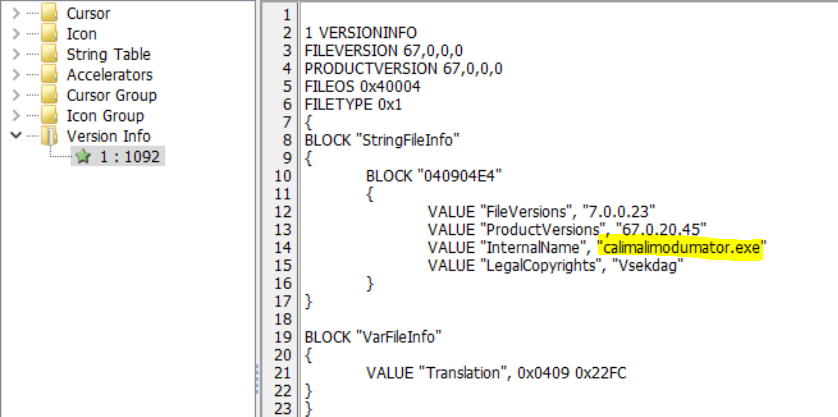 Cursor
Icon
String Table
Accelerators
Cursor Group
Icon Group
Version Info
1 : 1092
1
2 1 VERSIONINFO
3 FILEVERSION 67,0,0,0
4 PRODUCTVERSION 67,0,0,0
5 FILEOS 0x40004
6 FILETYPE 0x1
7 {
8 BLOCK "StringFileInfo"
9 {
10 BLOCK "040904E4"
11 {
12 VALUE "FileVersions", "7.0.0.23"
13 VALUE "ProductVersions", "67.0.20.45"
14 VALUE "InternalName", "calimalimodumator.exe"
15 VALUE "LegalCopyrights", "Vsekdag"
16 }
17 }
18
19 BLOCK "VarFileInfo"
20 {
21 VALUE "Translation", 0x0409 0x22FC
22 }
23 }